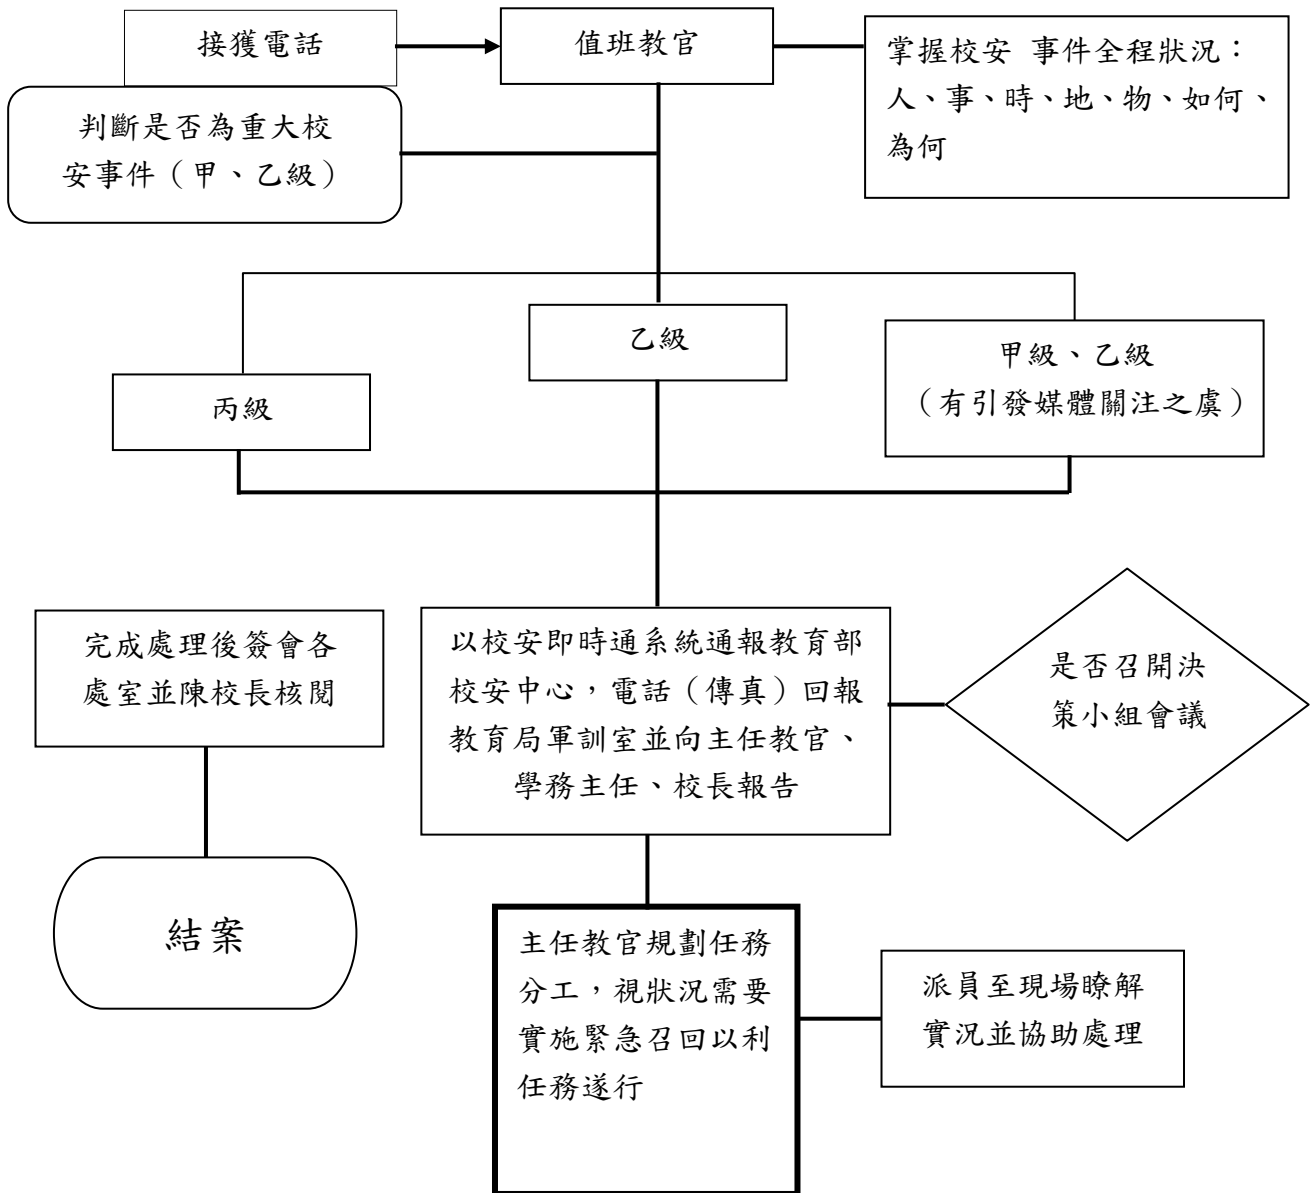 接獲電話
值班教官
掌握校安 事件全程狀況：
人、事、時、地、物、如何、
為何
判斷是否為重大校
安事件（甲、乙級）
丙級
乙級
甲級、乙級
（有引發媒體關注之虞）
完成處理後簽會各
處室並陳校長核閱
以校安即時通系統通報教育部
校安中心，電話（傳真）回報
教育局軍訓室並向主任教官、
學務主任、校長報告
是否召開決
策小組會議
結案
主任教官規劃任務
分工，視狀況需要
實施緊急召回以利
任務遂行
派員至現場瞭解
實況並協助處理